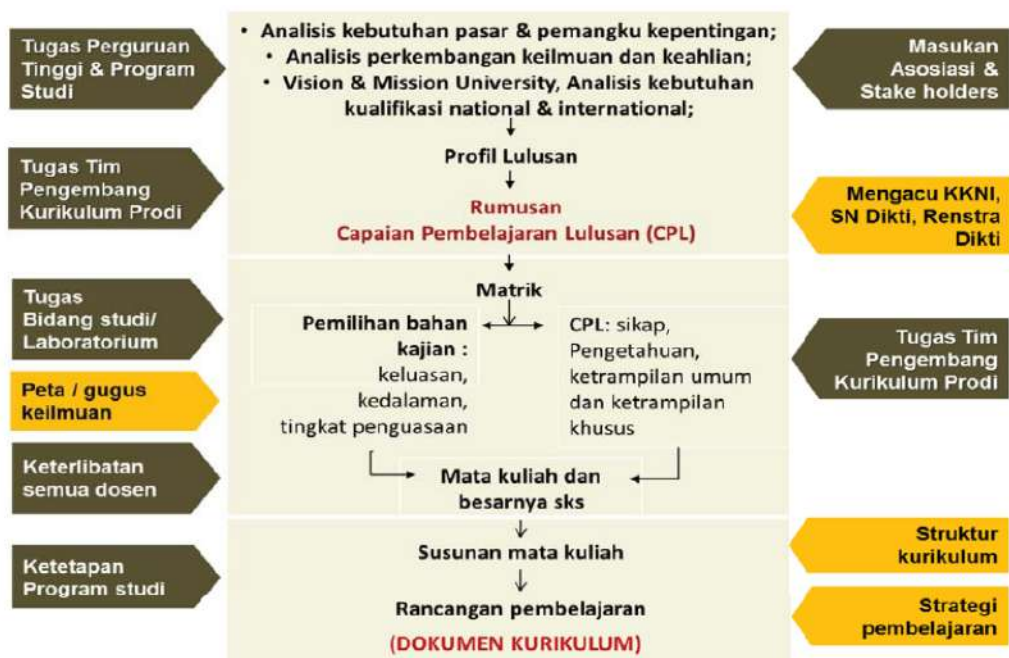 Tugas Perguruan
Tinggi & Program
Studi
• Analisis kebutuhan pasar & pemangku kepentingan;
• Analisis perkembangan keilmuan dan keahlian;
• Vision & Mission University, Analisis kebutuhan
kualifikasi national & international;
Masukan
Asosiasi &
Stake holders
Tugas Tim
Pengembang
Kurikulum Prodi
Profil Lulusan
Rumusan
Capaian Pembelajaran Lulusan (CPL)
Mengacu KKNI,
SN Dikti, Renstra
Dikti
Tugas
Bidang studi/
Laboratorium
Matrik
Pemilihan bahan
kajian :
keluasan,
kedalaman,
tingkat penguasaan
CPL: sikap,
Pengetahuan,
ketrampilan umum
dan ketrampilan
khusus
Tugas Tim
Pengembang
Kurikulum Prodi
Peta / gugus
keilmuan
Keterlibatan
semua dosen
Mata kuliah dan
besarnya sks
Ketetapan
Program studi
Susunan mata kuliah
Struktur
kurikulum
Rancangan pembelajaran
(DOKUMEN KURIKULUM)
Strategi
pembelajaran